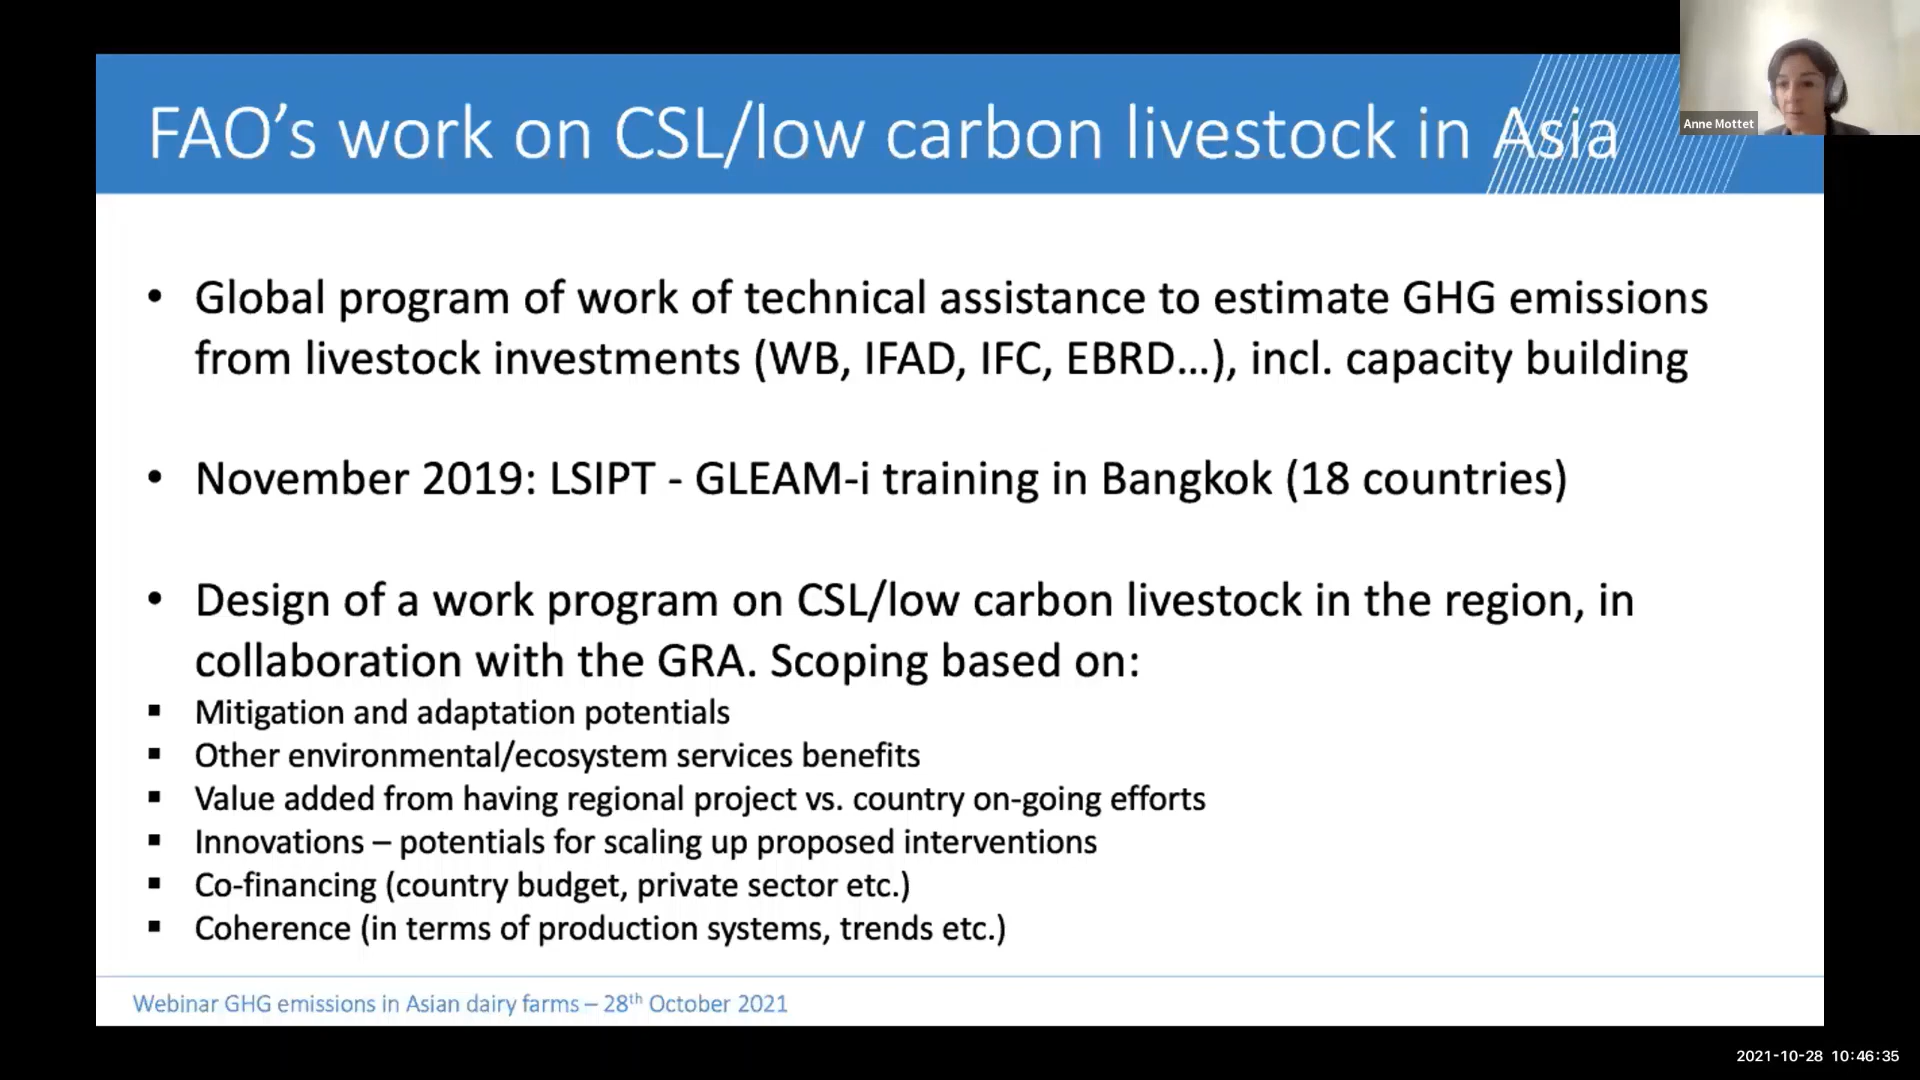 FAO’s work on CSL/low carbon livestock in Asia
Anne Mottet
• Global program of work of technical assistance to estimate GHG emissions
from livestock investments (WB, IFAD, IFC, EBRD...), incl. capacity building
• November 2019: LSIPT - GLEAM-i training in Bangkok (18 countries)
• Design of a work program on CSL/low carbon livestock in the region, in
collaboration with the GRA. Scoping based on:
▪ Mitigation and adaptation potentials
▪ Other environmental/ecosystem services benefits
▪ Value added from having regional project vs. country on-going efforts
▪ Innovations – potentials for scaling up proposed interventions
▪ Co-financing (country budget, private sector etc.)
▪ Coherence (in terms of production systems, trends etc.)
Webinar GHG emissions in Asian dairy farms – 28th October 2021
2021-10-28 10:46:35